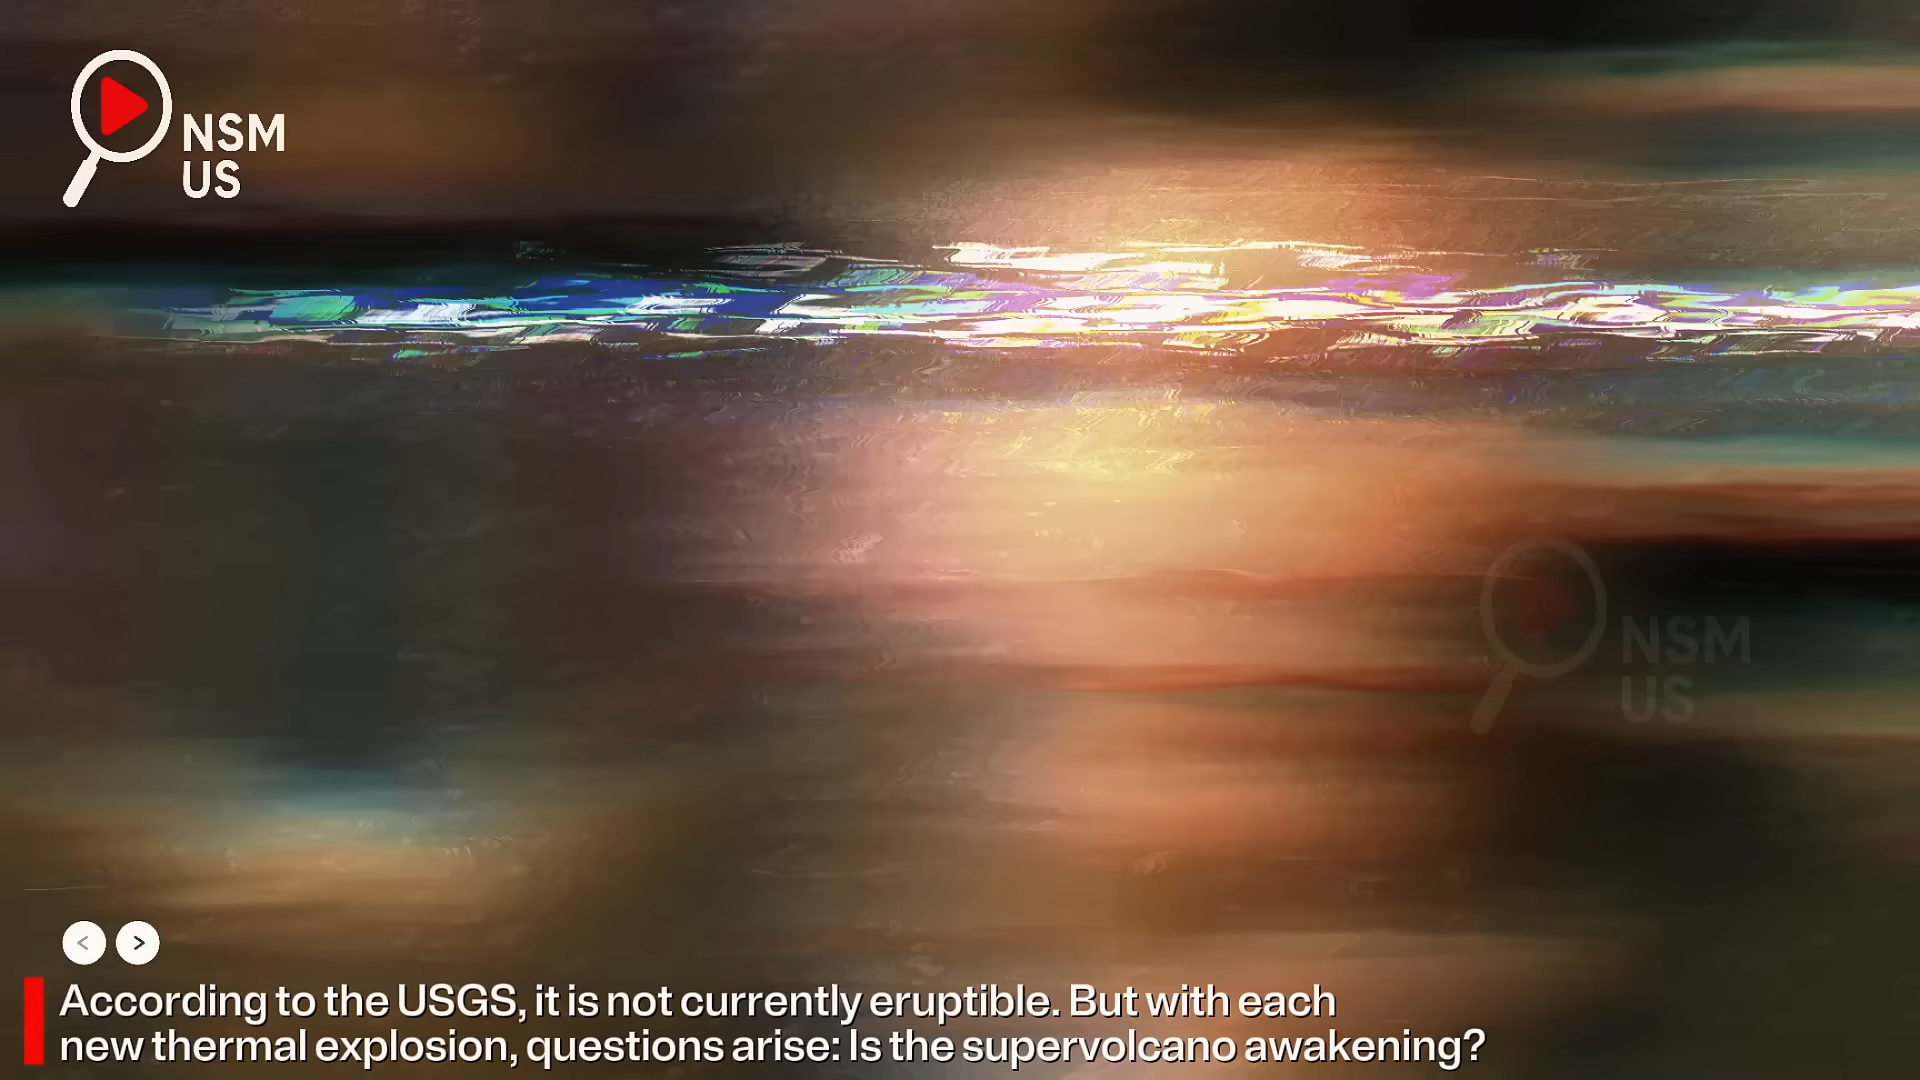 NSM
US
NSM
US
< >
According to the USGS, it is not currently eruptible. But with each
new thermal explosion, questions arise: Is the supervolcano awakening?